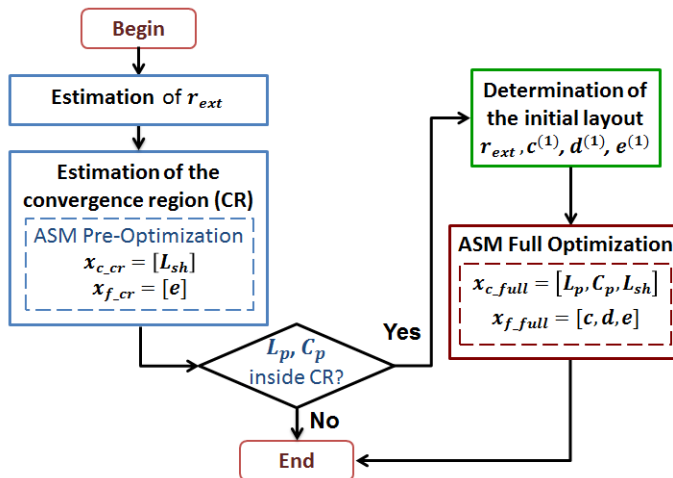 Begin
Estimation of r_ext
Estimation of the
convergence region (CR)
ASM Pre-Optimization
x_c_cr = [L_sh]
x_f_cr = [e]
L_p, C_p
inside CR?
Yes
No
End
Determination of
the initial layout
r_ext, c^(1), d^(1), e^(1)
ASM Full Optimization
x_c_full = [L_p, C_p, L_sh]
x_f_full = [c, d, e]